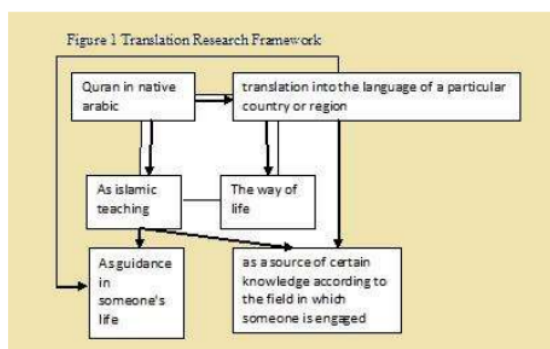 Figure 1 Translation Research Framework
Quran in native
arabic
translation into the language of a particular
country or region
As islamic
teaching
The way of
life
As guidance
in
someone's
life
as a source of certain
knowledge according to
the field in which
someone is engaged